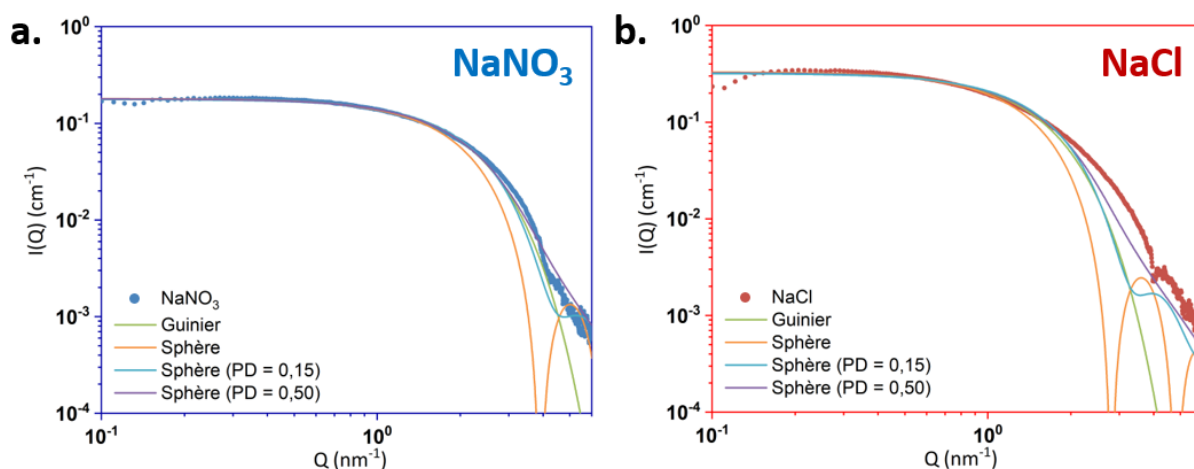 a.
NaNO₃
I(Q) (cm⁻¹)
10⁰
10⁻¹
10⁻²
10⁻³
10⁻⁴
NaNO₃
Guinier
Sphère
Sphère (PD = 0,15)
Sphère (PD = 0,50)
10⁻¹
10⁰
Q (nm⁻¹)
b.
NaCl
I(Q) (cm⁻¹)
10⁰
10⁻¹
10⁻²
10⁻³
10⁻⁴
NaCl
Guinier
Sphère
Sphère (PD = 0,15)
Sphère (PD = 0,50)
10⁻¹
10⁰
Q (nm⁻¹)